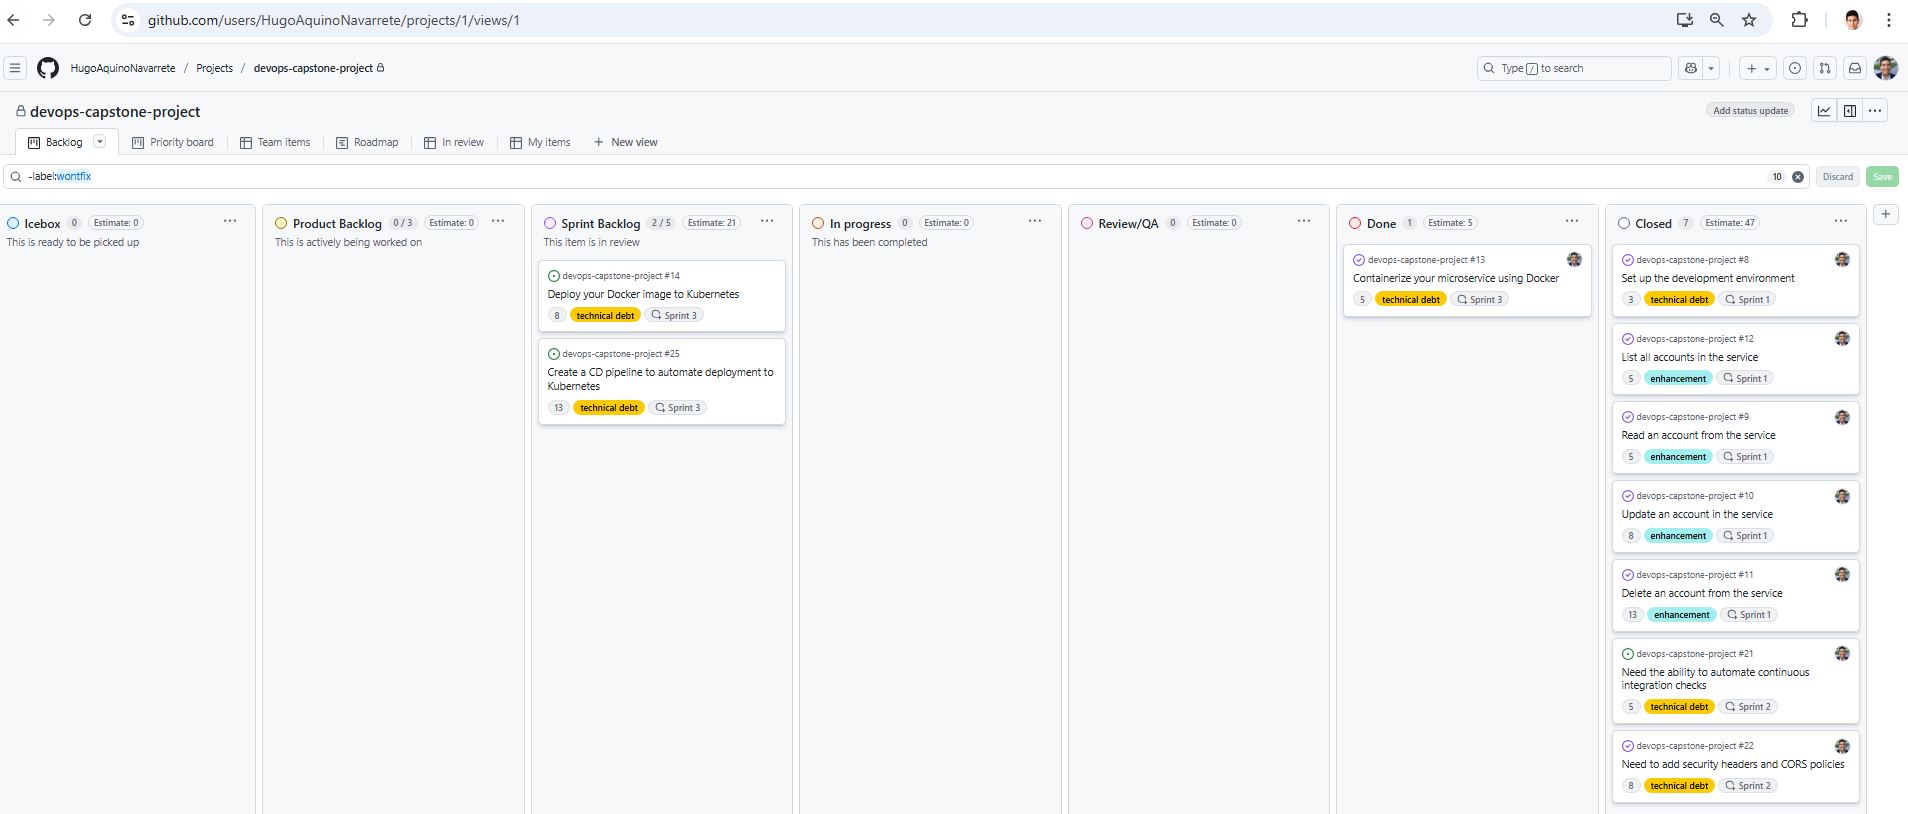 github.com/users/HugoAquinoNavarrete/projects/1/views/1
HugoAquinoNavarrete / Projects / devops-capstone-project
Type / to search
devops-capstone-project
Add status update
Backlog
Priority board
Team items
Roadmap
In review
My items
+ New view
-label:wontfix
10
Discard
Save
Icebox 0 Estimate: 0
This is ready to be picked up
Product Backlog 0 / 3 Estimate: 0
This is actively being worked on
Sprint Backlog 2 / 5 Estimate: 21
This item is in review
devops-capstone-project #14
Deploy your Docker image to Kubernetes
8 technical debt Sprint 3
devops-capstone-project #25
Create a CD pipeline to automate deployment to
Kubernetes
13 technical debt Sprint 3
In progress 0 Estimate: 0
This has been completed
Review/QA 0 Estimate: 0
Done 1 Estimate: 5
devops-capstone-project #13
Containerize your microservice using Docker
5 technical debt Sprint 3
Closed 7 Estimate: 47
devops-capstone-project #8
Set up the development environment
3 technical debt Sprint 1
devops-capstone-project #12
List all accounts in the service
5 enhancement Sprint 1
devops-capstone-project #9
Read an account from the service
5 enhancement Sprint 1
devops-capstone-project #10
Update an account in the service
8 enhancement Sprint 1
devops-capstone-project #11
Delete an account from the service
13 enhancement Sprint 1
devops-capstone-project #21
Need the ability to automate continuous
integration checks
5 technical debt Sprint 2
devops-capstone-project #22
Need to add security headers and CORS policies
8 technical debt Sprint 2